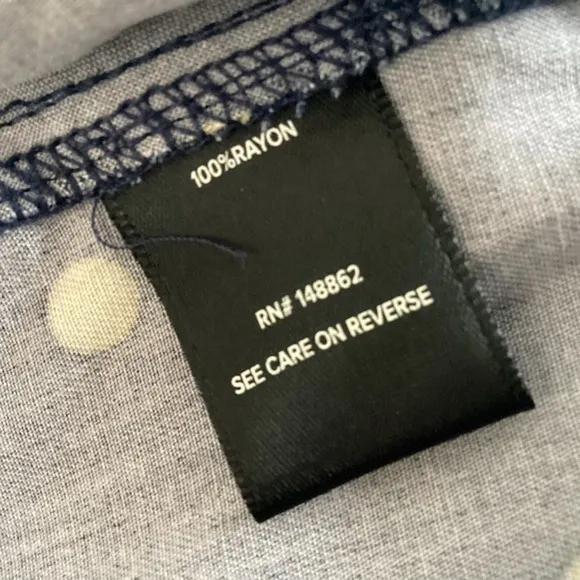 100%RAYON
RN# 148862
SEE CARE ON REVERSE